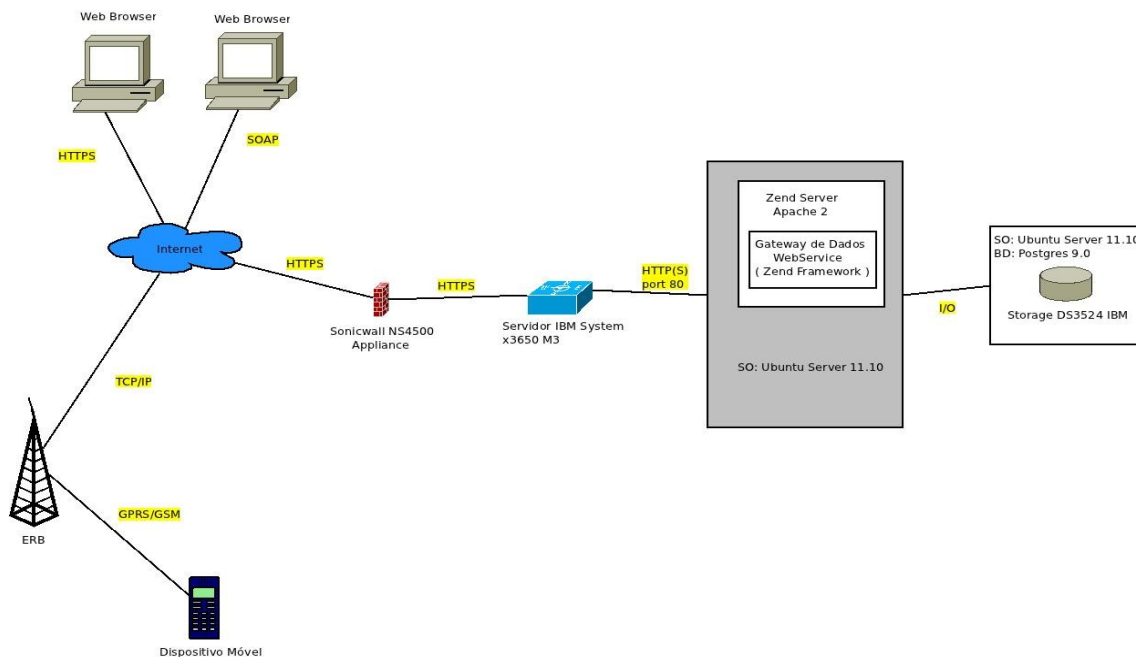 Web Browser
Web Browser
HTTPS
SOAP
Internet
HTTPS
HTTPS
HTTP(S)
port 80
Sonicwall NS4500
Appliance
Servidor IBM System
x3650 M3
Zend Server
Apache 2
Gateway de Dados
WebService
( Zend Framework )
SO: Ubuntu Server 11.10
SO: Ubuntu Server 11.10
BD: Postgres 9.0
Storage DS3524 IBM
I/O
TCP/IP
ERB
GPRS/GSM
Dispositivo Móvel